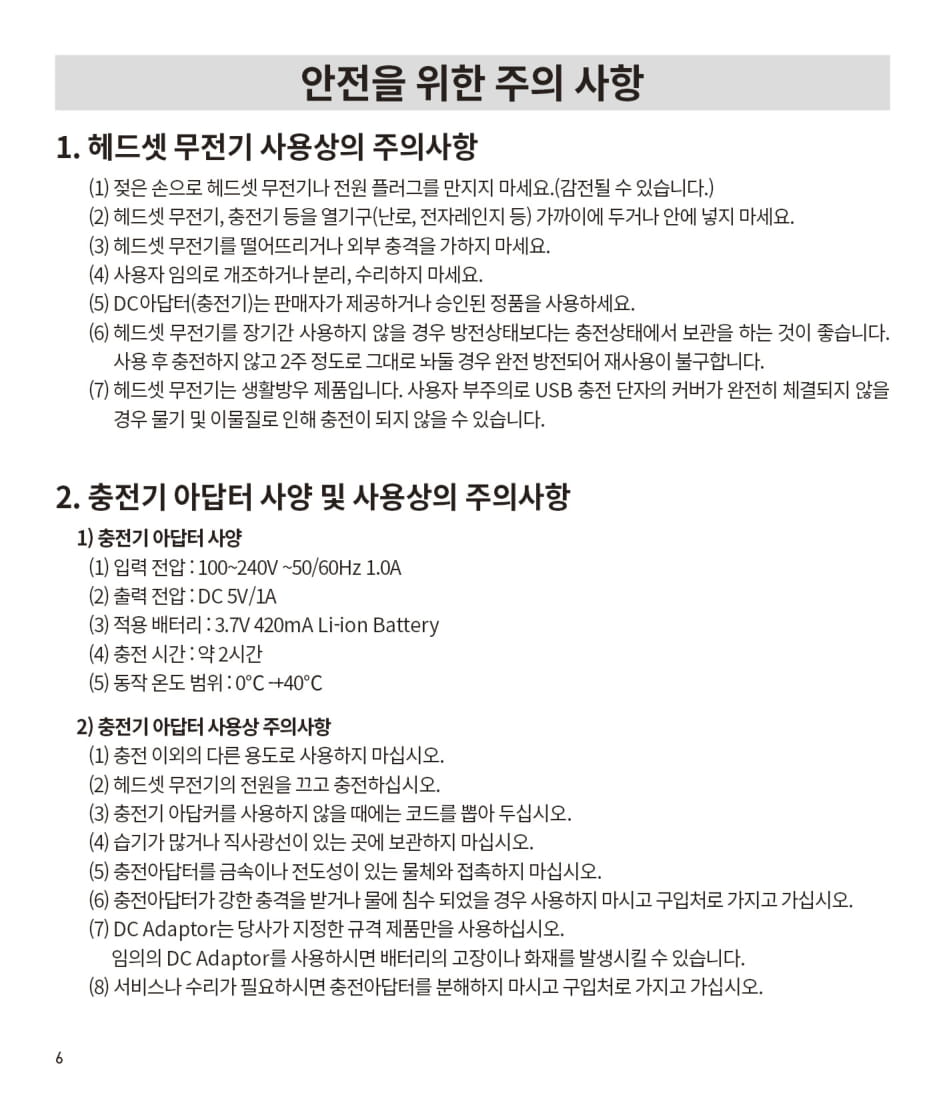 안전을 위한 주의 사항
1. 헤드셋 무전기 사용상의 주의사항
(1) 젖은 손으로 헤드셋 무전기나 전원 플러그를 만지지 마세요.(감전될 수 있습니다.)
(2) 헤드셋 무전기, 충전기 등을 열기구(난로, 전자레인지 등) 가까이에 두거나 안에 넣지 마세요.
(3) 헤드셋 무전기를 떨어뜨리거나 외부 충격을 가하지 마세요.
(4) 사용자 임의로 개조하거나 분리, 수리하지 마세요.
(5) DC아답터(충전기)는 판매자가 제공하거나 승인된 정품을 사용하세요.
(6) 헤드셋 무전기를 장기간 사용하지 않을 경우 방전상태보다는 충전상태에서 보관을 하는 것이 좋습니다.
사용 후 충전하지 않고 2주 정도로 그대로 놔둘 경우 완전 방전되어 재사용이 불구합니다.
(7) 헤드셋 무전기는 생활방우 제품입니다. 사용자 부주의로 USB 충전 단자의 커버가 완전히 체결되지 않을
경우 물기 및 이물질로 인해 충전이 되지 않을 수 있습니다.
2. 충전기 아답터 사양 및 사용상의 주의사항
1) 충전기 아답터 사양
(1) 입력 전압 : 100~240V ~50/60Hz 1.0A
(2) 출력 전압 : DC 5V/1A
(3) 적용 배터리 : 3.7V 420mA Li-ion Battery
(4) 충전 시간 : 약 2시간
(5) 동작 온도 범위 : 0℃ -+40℃
2) 충전기 아답터 사용상 주의사항
(1) 충전 이외의 다른 용도로 사용하지 마십시오.
(2) 헤드셋 무전기의 전원을 끄고 충전하십시오.
(3) 충전기 아답커를 사용하지 않을 때에는 코드를 뽑아 두십시오.
(4) 습기가 많거나 직사광선이 있는 곳에 보관하지 마십시오.
(5) 충전아답터를 금속이나 전도성이 있는 물체와 접촉하지 마십시오.
(6) 충전아답터가 강한 충격을 받거나 물에 침수 되었을 경우 사용하지 마시고 구입처로 가지고 가십시오.
(7) DC Adaptor는 당사가 지정한 규격 제품만을 사용하십시오.
임의의 DC Adaptor를 사용하시면 배터리의 고장이나 화재를 발생시킬 수 있습니다.
(8) 서비스나 수리가 필요하시면 충전아답터를 분해하지 마시고 구입처로 가지고 가십시오.
6